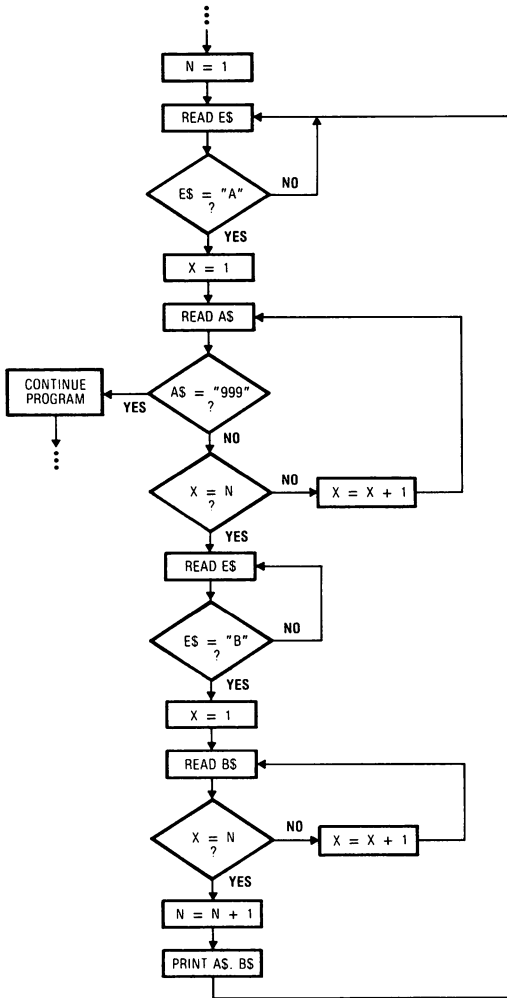 N = 1
READ E$
E$ = "A"
?
NO
YES
X = 1
READ A$
A$ = "999"
?
YES
CONTINUE
PROGRAM
NO
X = N
?
NO
X = X + 1
YES
READ E$
E$ = "B"
?
NO
YES
X = 1
READ B$
X = N
?
NO
X = X + 1
YES
N = N + 1
PRINT A$. B$